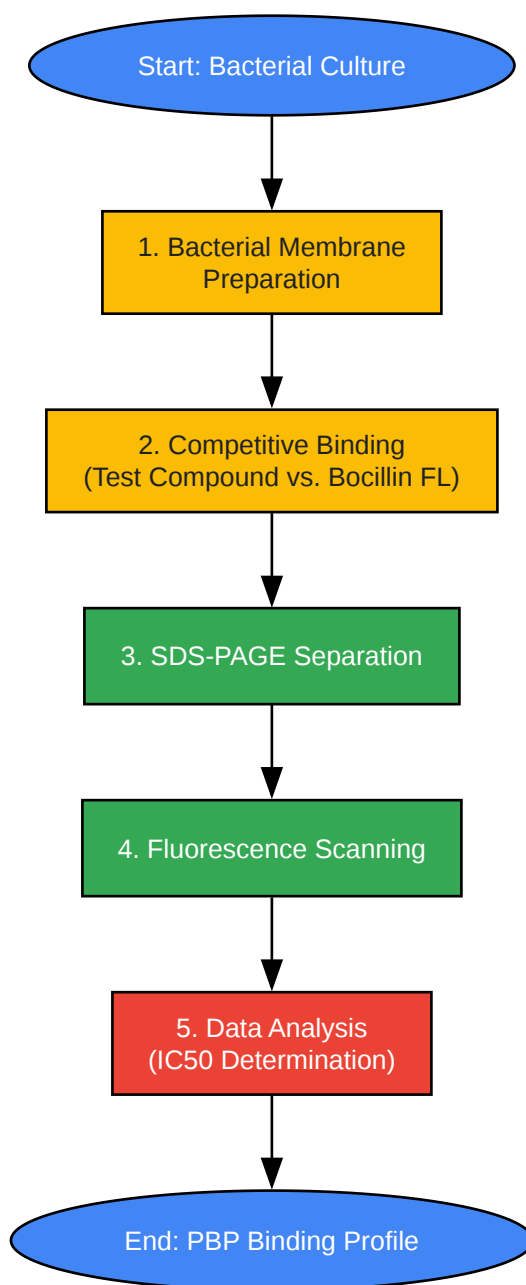 Start: Bacterial Culture
1. Bacterial Membrane
Preparation
2. Competitive Binding
(Test Compound vs. Bocillin FL)
3. SDS-PAGE Separation
4. Fluorescence Scanning
5. Data Analysis
(IC50 Determination)
End: PBP Binding Profile